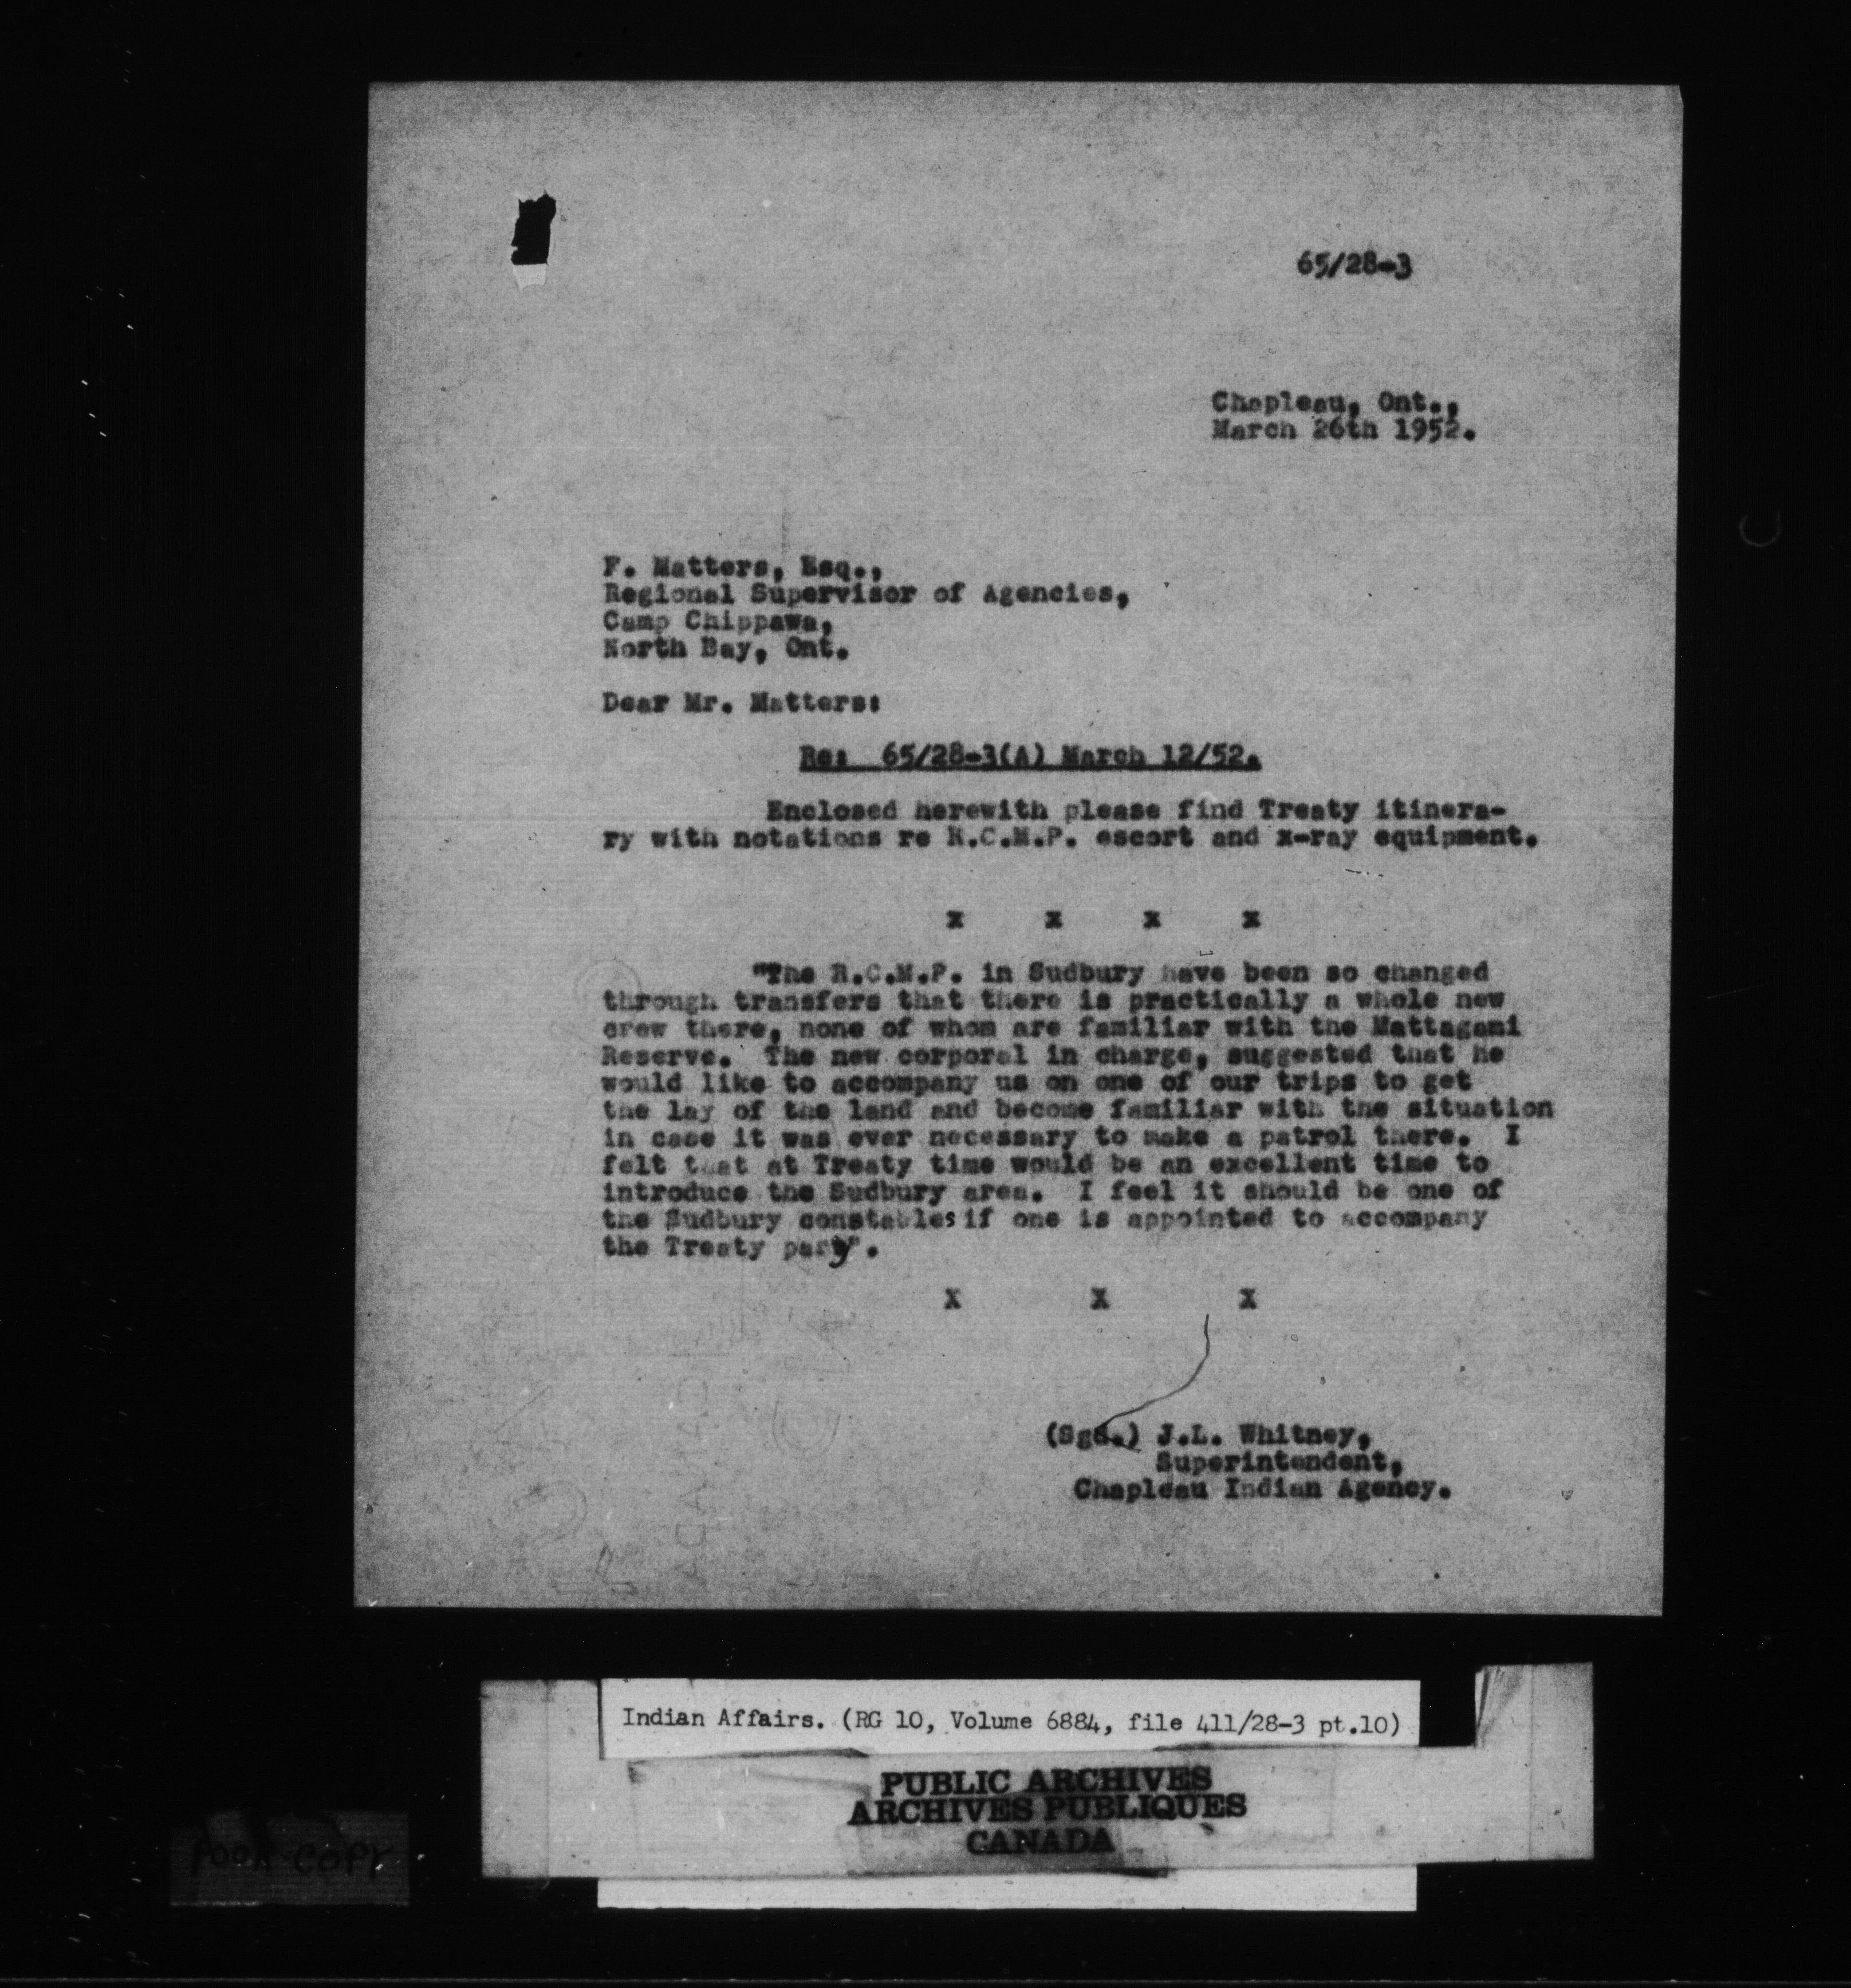 65/28-3
Chapleau, Ont.,
March 26th 1952.
F. Matters, Esq.,
Regional Supervisor of Agencies,
Camp Chippawa,
North Bay, Ont.
Dear Mr. Matters:
Re: 65/28-3(A) March 12/52.
Enclosed herewith please find Treaty itinera-
ry with notations re R.C.M.P. escort and x-ray equipment.
x x x x
"The R.C.M.P. in Sudbury have been so changed
through transfers that there is practically a whole new
crew there, none of whom are familiar with the Mattagami
Reserve. The new corporal in charge, suggested that he
would like to accompany us on one of our trips to get
the lay of the land and become familiar with the situation
in case it was ever necessary to make a patrol there. I
felt that at Treaty time would be an excellent time to
introduce the Sudbury area. I feel it should be one of
the Sudbury constables if one is appointed to accompany
the Treaty party".
X X X
(Sgd.) J.L. Whitney,
Superintendent,
Chapleau Indian Agency.
Indian Affairs. (RG 10, Volume 6884, file 411/28-3 pt.10)
PUBLIC ARCHIVES
ARCHIVES PUBLIQUES
CANADA
POOR COPY